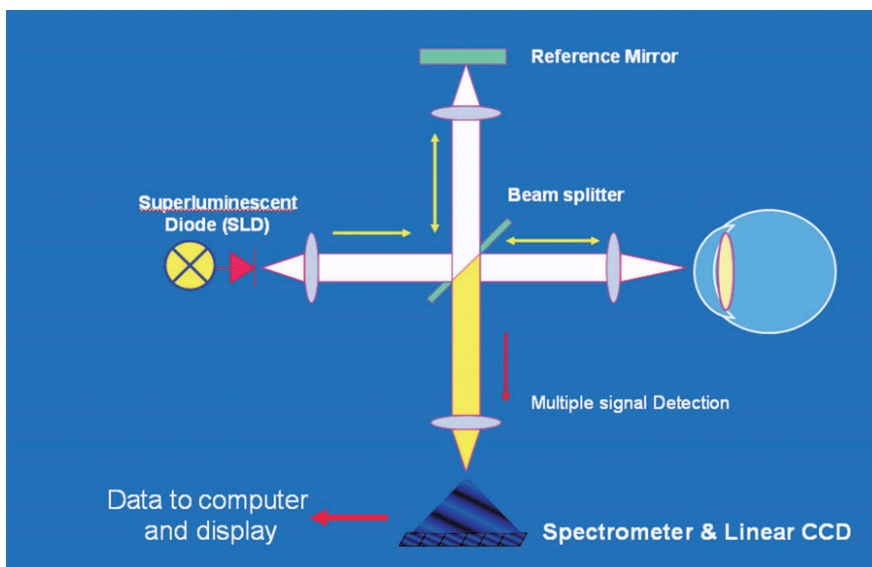 Reference Mirror
Beam splitter
Superluminescent
Diode (SLD)
Multiple signal Detection
Data to computer
and display
Spectrometer & Linear CCD